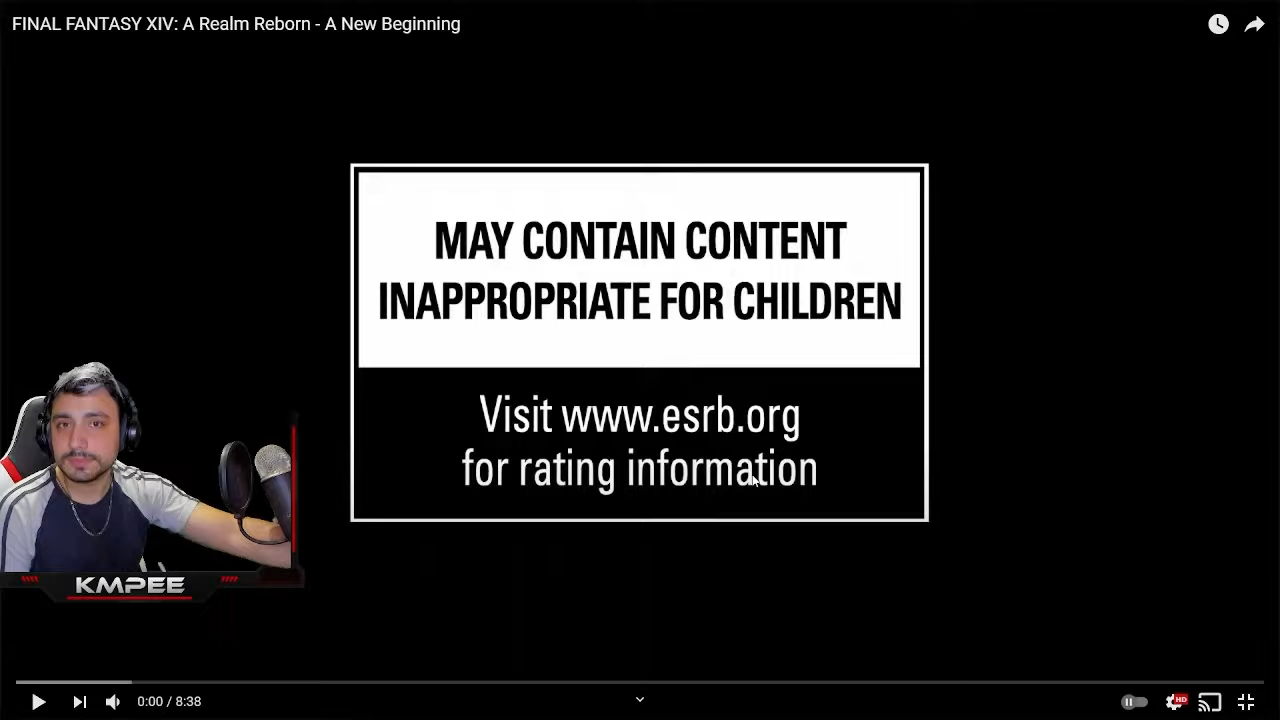 FINAL FANTASY XIV: A Realm Reborn - A New Beginning
MAY CONTAIN CONTENT
INAPPROPRIATE FOR CHILDREN
Visit www.esrb.org
for rating information
KMPEE
0:00 / 8:38
HD